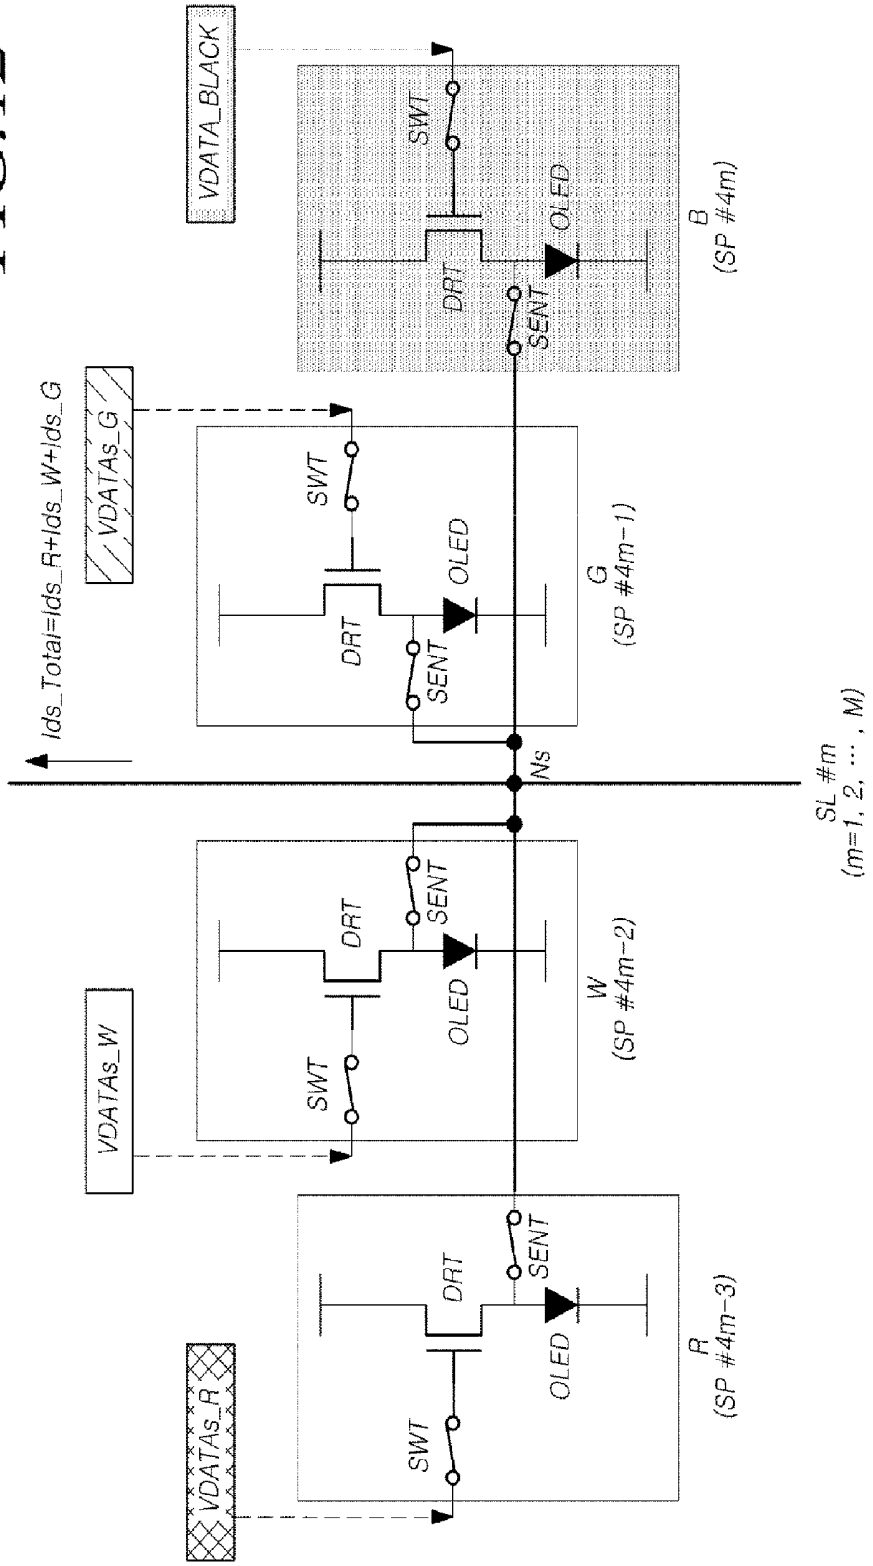 Ids_Total=Ids_R+Ids_W+Ids_G
VDATAs_R
VDATAs_W
VDATAs_G
VDATA_BLACK
SWT
DRT
SENT
OLED
R
(SP #4m-3)
SWT
DRT
SENT
OLED
W
(SP #4m-2)
Ns
SWT
DRT
SENT
OLED
G
(SP #4m-1)
SWT
DRT
SENT
OLED
B
(SP #4m)
SL #m
(m=1, 2, ··· , M)